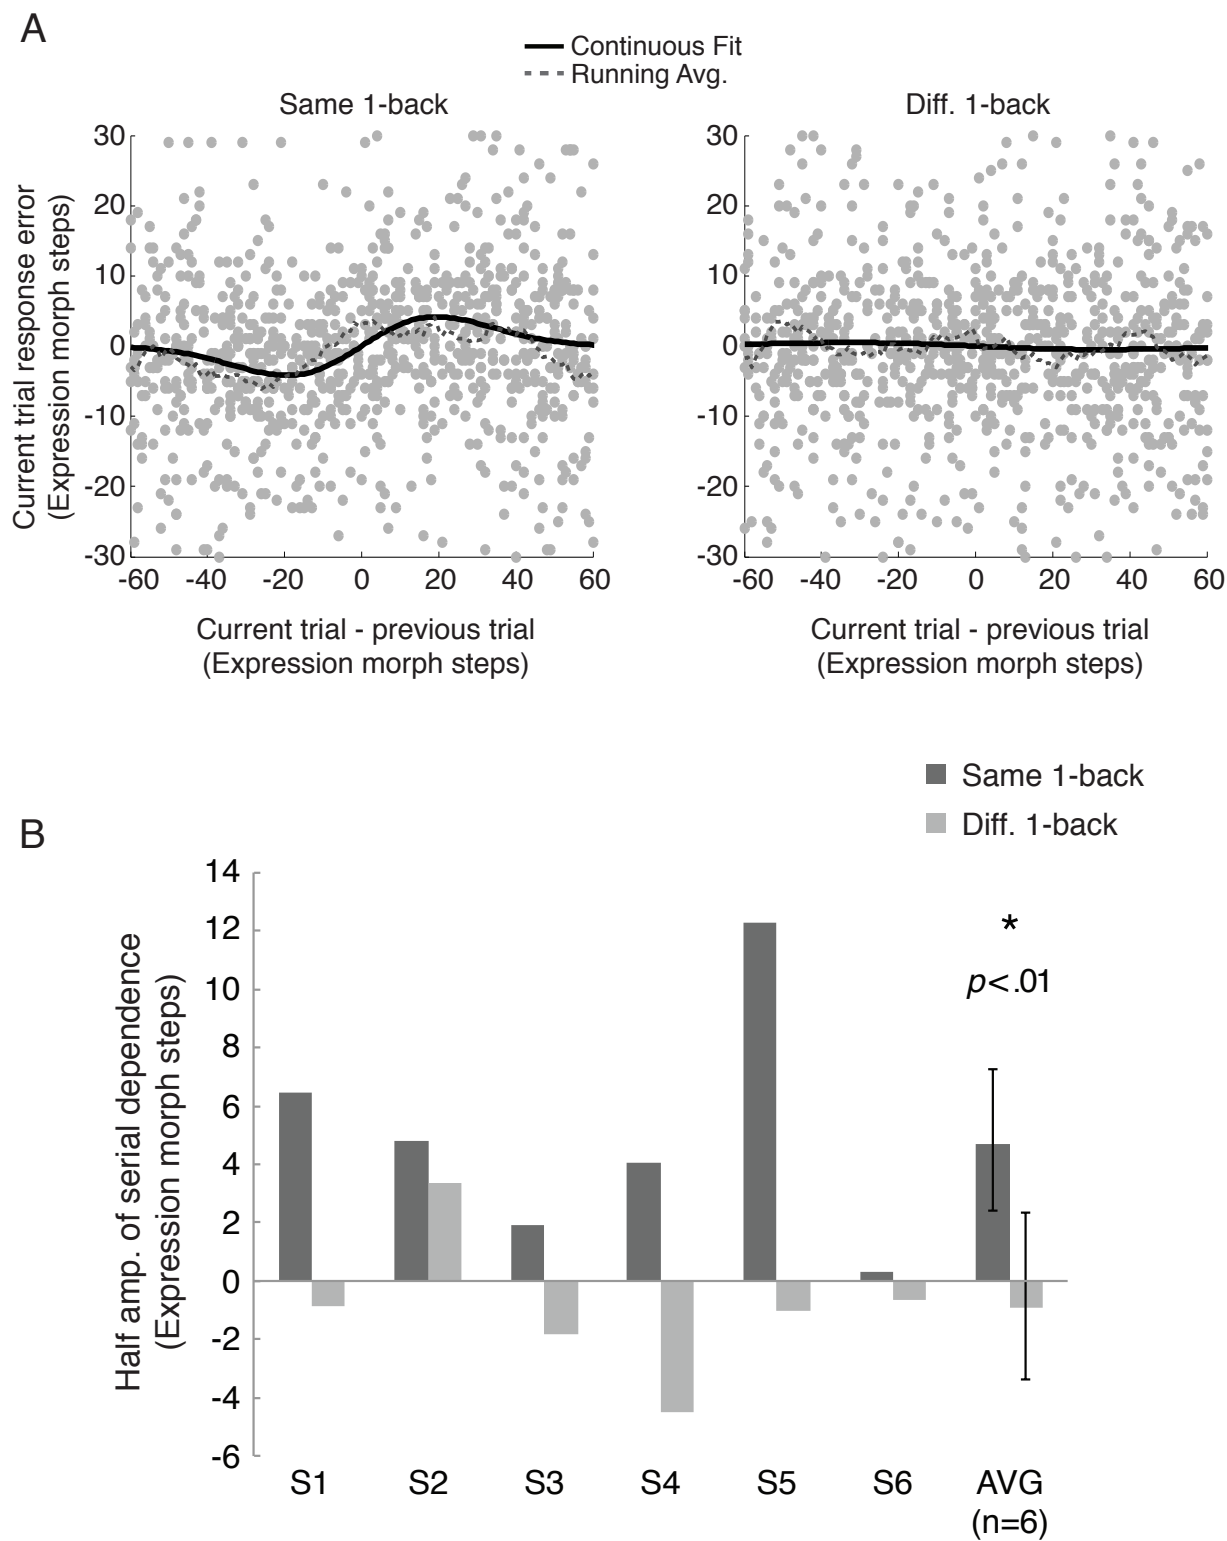 A
Continuous Fit
Running Avg.
Same 1-back
Diff. 1-back
Current trial response error
(Expression morph steps)
30
20
10
0
-10
-20
-30
-60 -40 -20 0 20 40 60
30
20
10
0
-10
-20
-30
-60 -40 -20 0 20 40 60
Current trial - previous trial
(Expression morph steps)
Current trial - previous trial
(Expression morph steps)
Same 1-back
Diff. 1-back
B
Half amp. of serial dependence
(Expression morph steps)
14
12
10
8
6
4
2
0
-2
-4
-6
*
p<.01
S1 S2 S3 S4 S5 S6 AVG
(n=6)